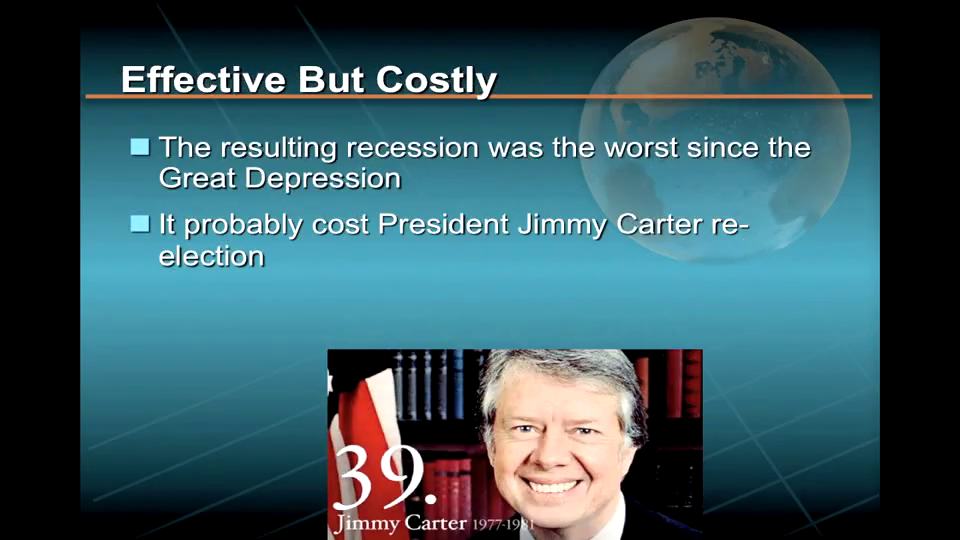 Effective But Costly
The resulting recession was the worst since the
Great Depression
It probably cost President Jimmy Carter re-
election
39.
Jimmy Carter 1977-1981